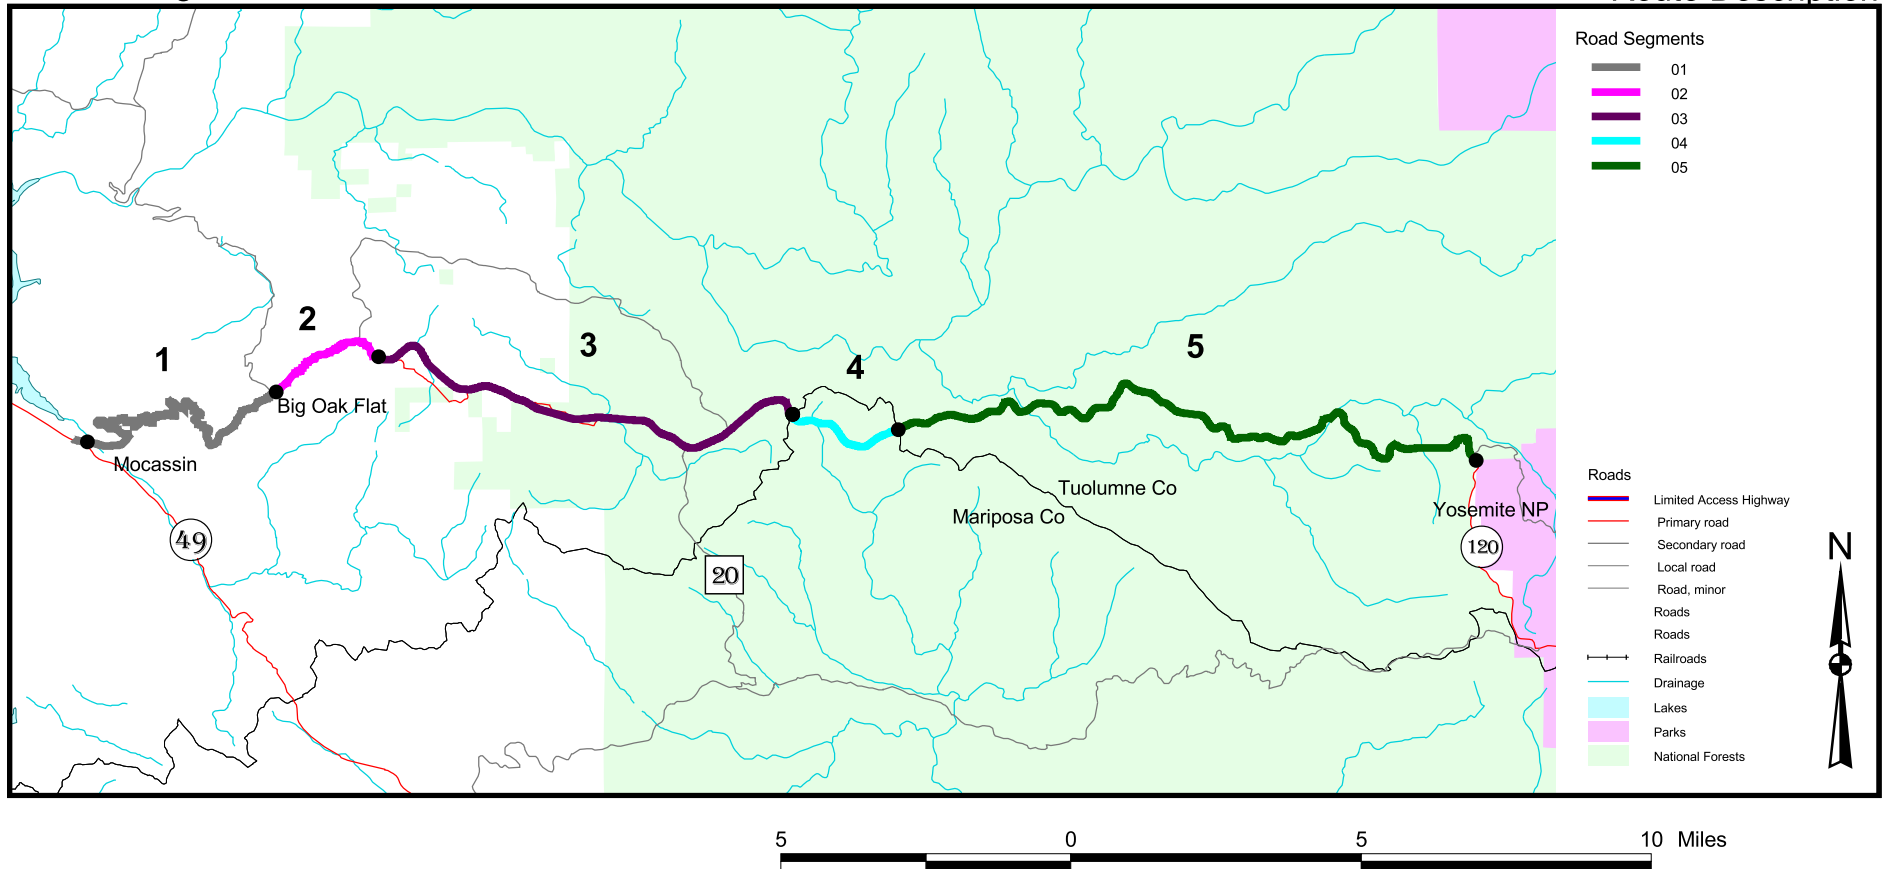 Route Description
Road Segments
01
02
03
04
05
1
2
3
4
5
Big Oak Flat
Mocassin
49
20
Tuolumne Co
Mariposa Co
Yosemite NP
120
Roads
Limited Access Highway
Primary road
Secondary road
Local road
Road, minor
Roads
Roads
Railroads
Drainage
Lakes
Parks
National Forests
N
5 0 5 10 Miles